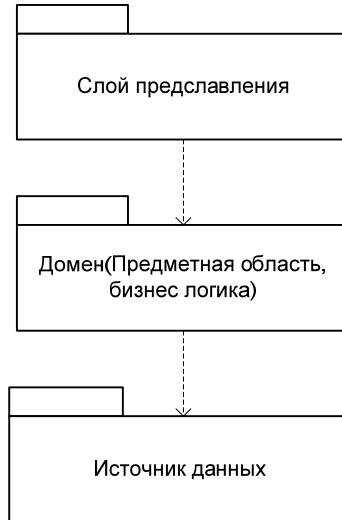 Слой предславления
Домен(Предметная область,
бизнес логика)
Источник данных